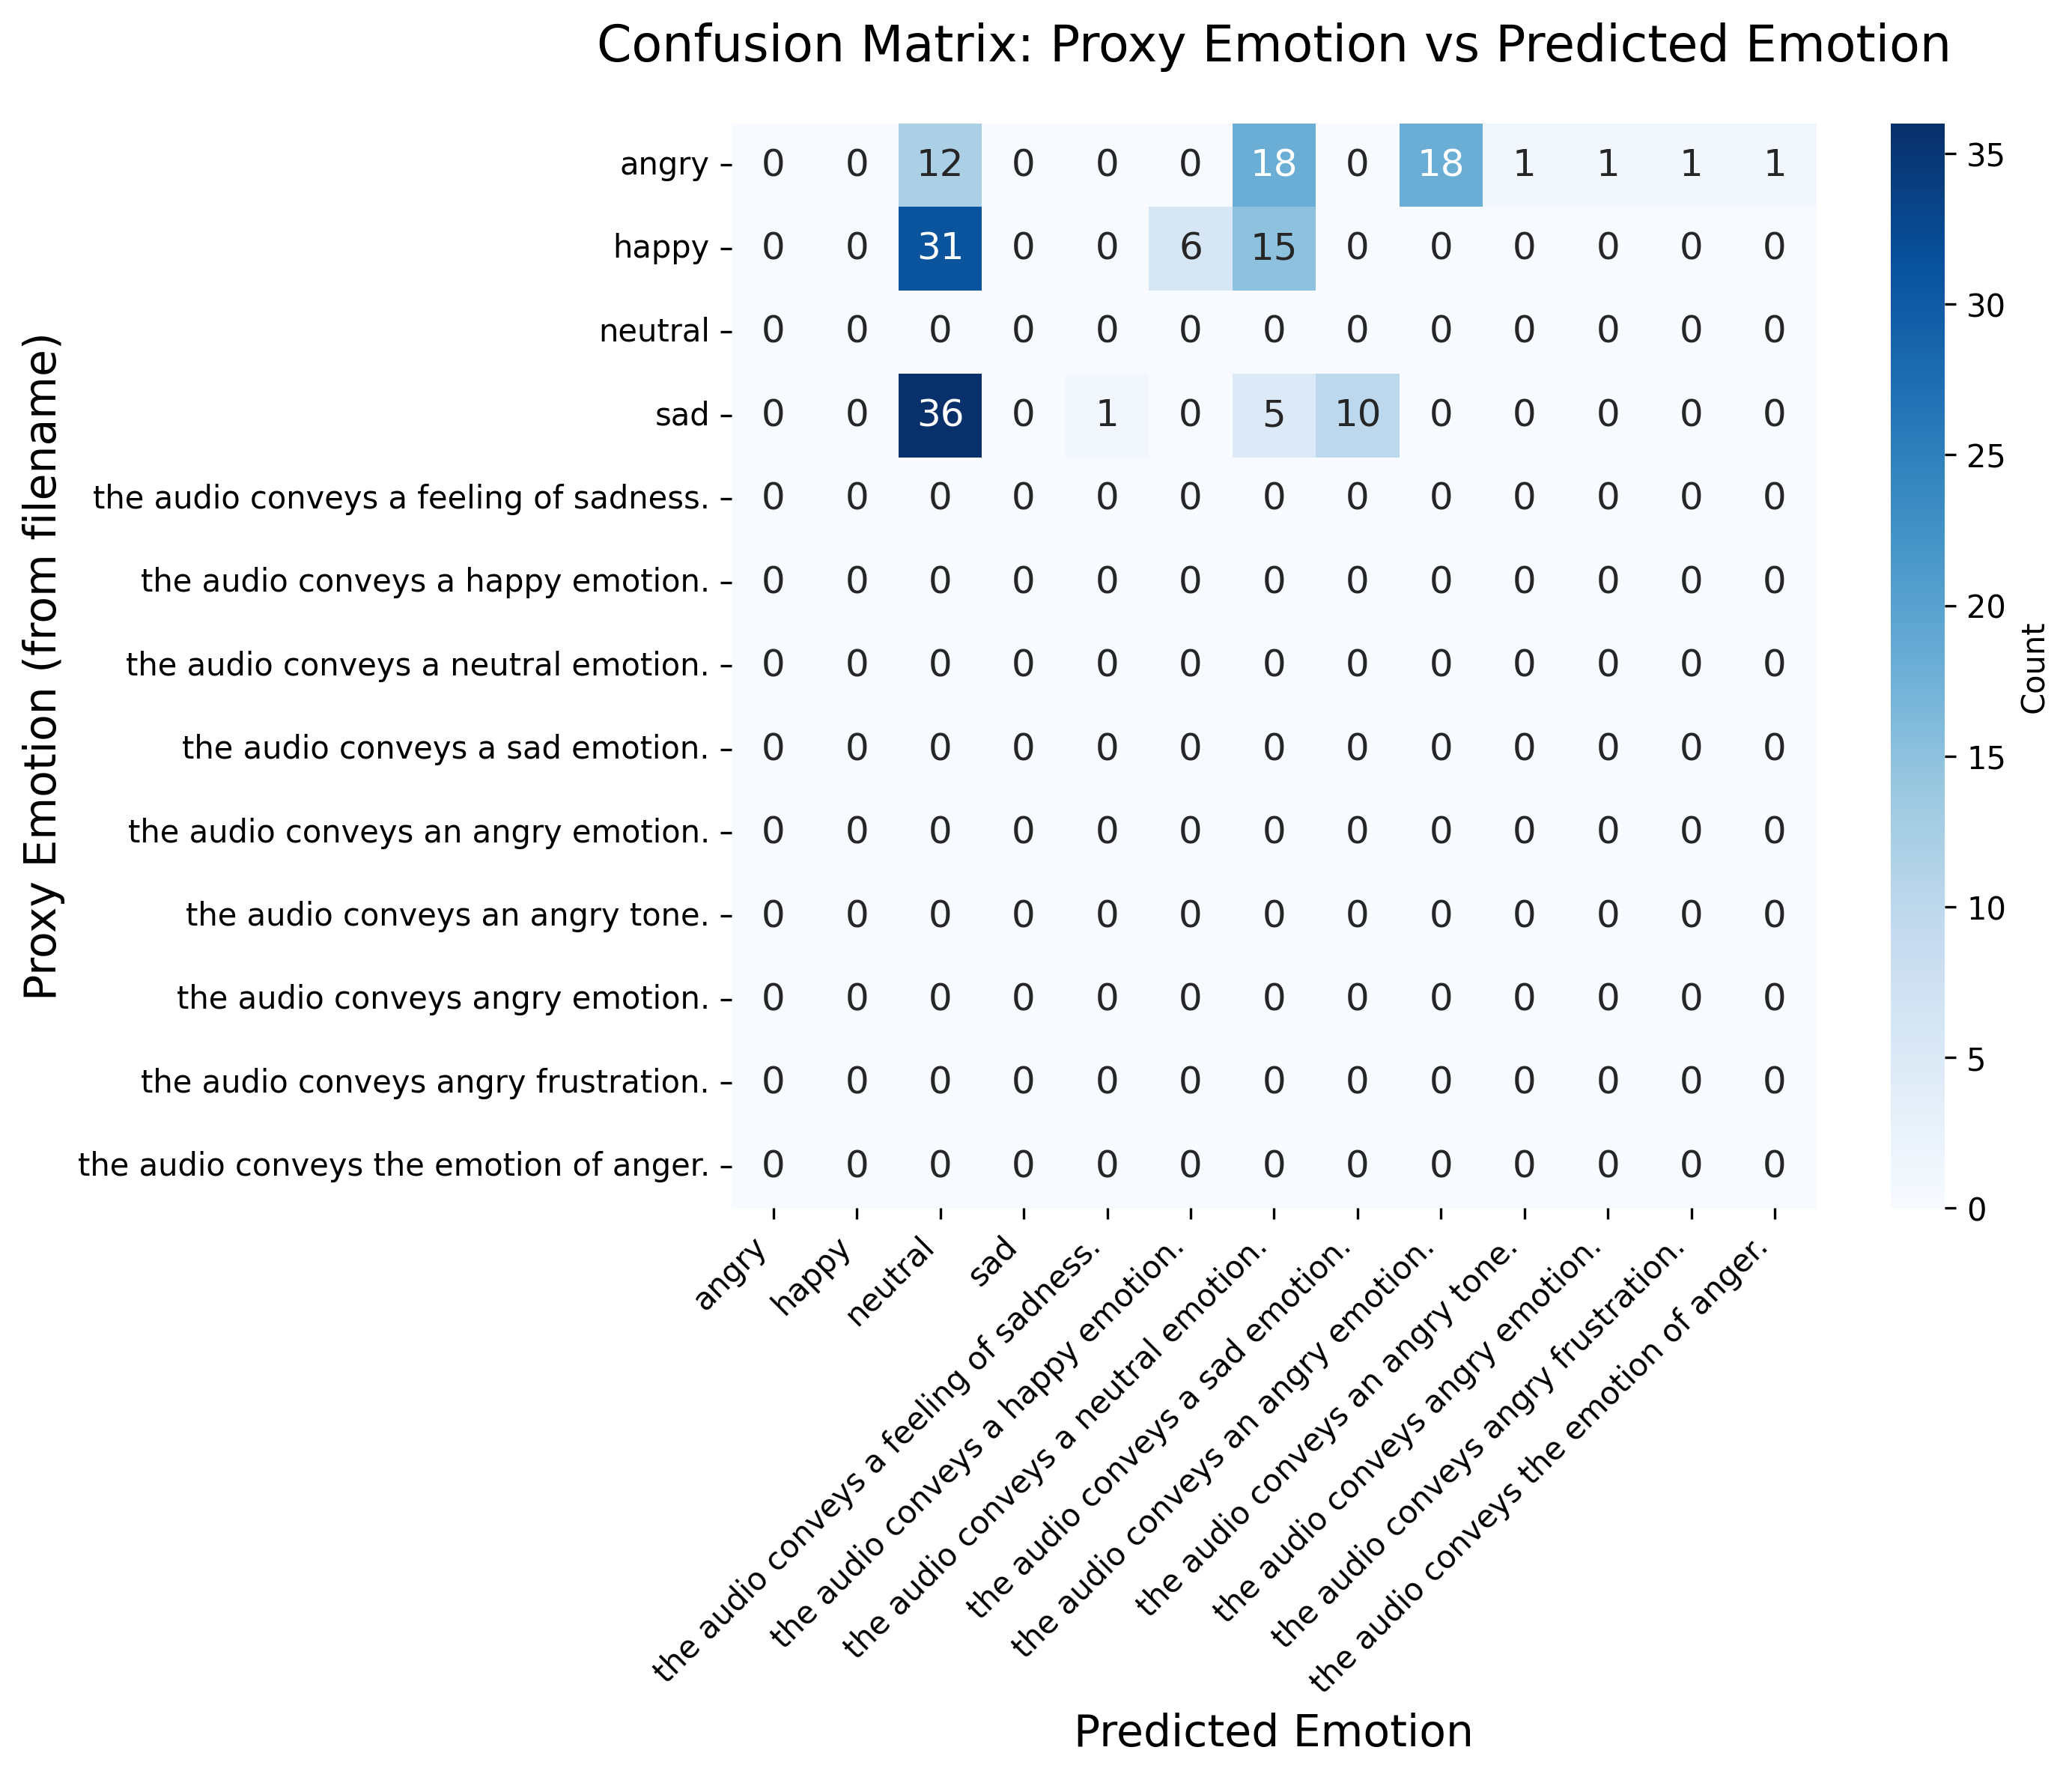 Confusion Matrix: Proxy Emotion vs Predicted Emotion
Proxy Emotion (from filename)
angry 0 0 12 0 0 0 18 0 18 1 1 1 1
happy 0 0 31 0 0 6 15 0 0 0 0 0 0
neutral 0 0 0 0 0 0 0 0 0 0 0 0 0
sad 0 0 36 0 1 0 5 10 0 0 0 0 0
the audio conveys a feeling of sadness. 0 0 0 0 0 0 0 0 0 0 0 0 0
the audio conveys a happy emotion. 0 0 0 0 0 0 0 0 0 0 0 0 0
the audio conveys a neutral emotion. 0 0 0 0 0 0 0 0 0 0 0 0 0
the audio conveys a sad emotion. 0 0 0 0 0 0 0 0 0 0 0 0 0
the audio conveys an angry emotion. 0 0 0 0 0 0 0 0 0 0 0 0 0
the audio conveys an angry tone. 0 0 0 0 0 0 0 0 0 0 0 0 0
the audio conveys angry emotion. 0 0 0 0 0 0 0 0 0 0 0 0 0
the audio conveys angry frustration. 0 0 0 0 0 0 0 0 0 0 0 0 0
the audio conveys the emotion of anger. 0 0 0 0 0 0 0 0 0 0 0 0 0
angry
happy
neutral
sad
the audio conveys a feeling of sadness.
the audio conveys a happy emotion.
the audio conveys a neutral emotion.
the audio conveys a sad emotion.
the audio conveys an angry emotion.
the audio conveys an angry tone.
the audio conveys angry emotion.
the audio conveys angry frustration.
the audio conveys the emotion of anger.
Predicted Emotion
35
30
25
20
15
10
5
0
Count